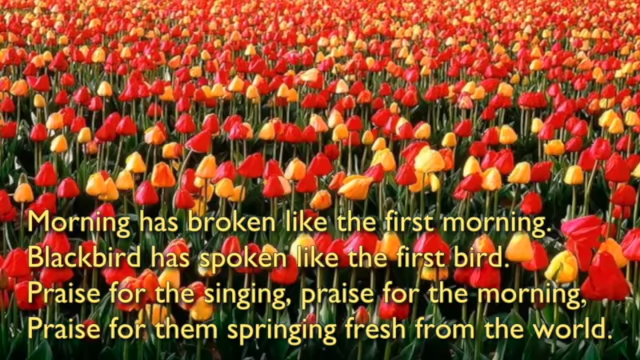 Morning has broken like the first morning.
Blackbird has spoken like the first bird.
Praise for the singing, praise for the morning,
Praise for them springing fresh from the world.